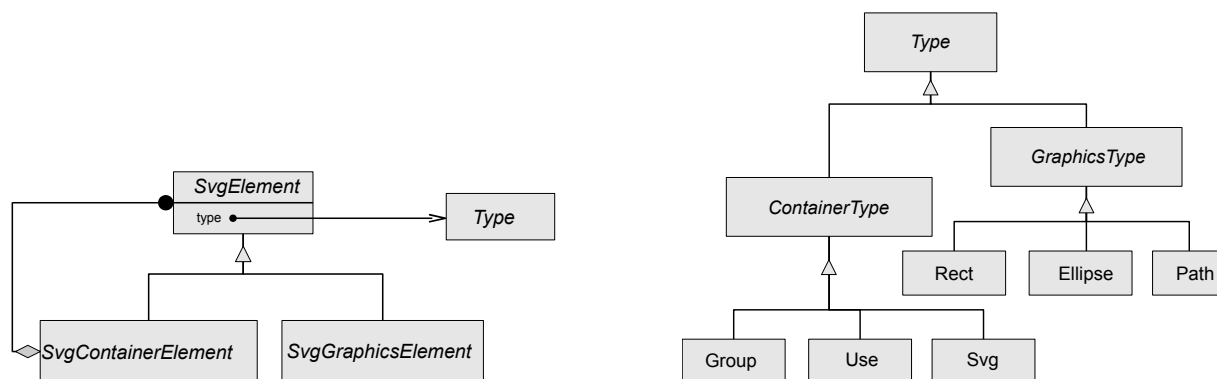 SvgElement
type
Type
SvgContainerElement
SvgGraphicsElement
Type
GraphicsType
ContainerType
Rect
Ellipse
Path
Group
Use
Svg